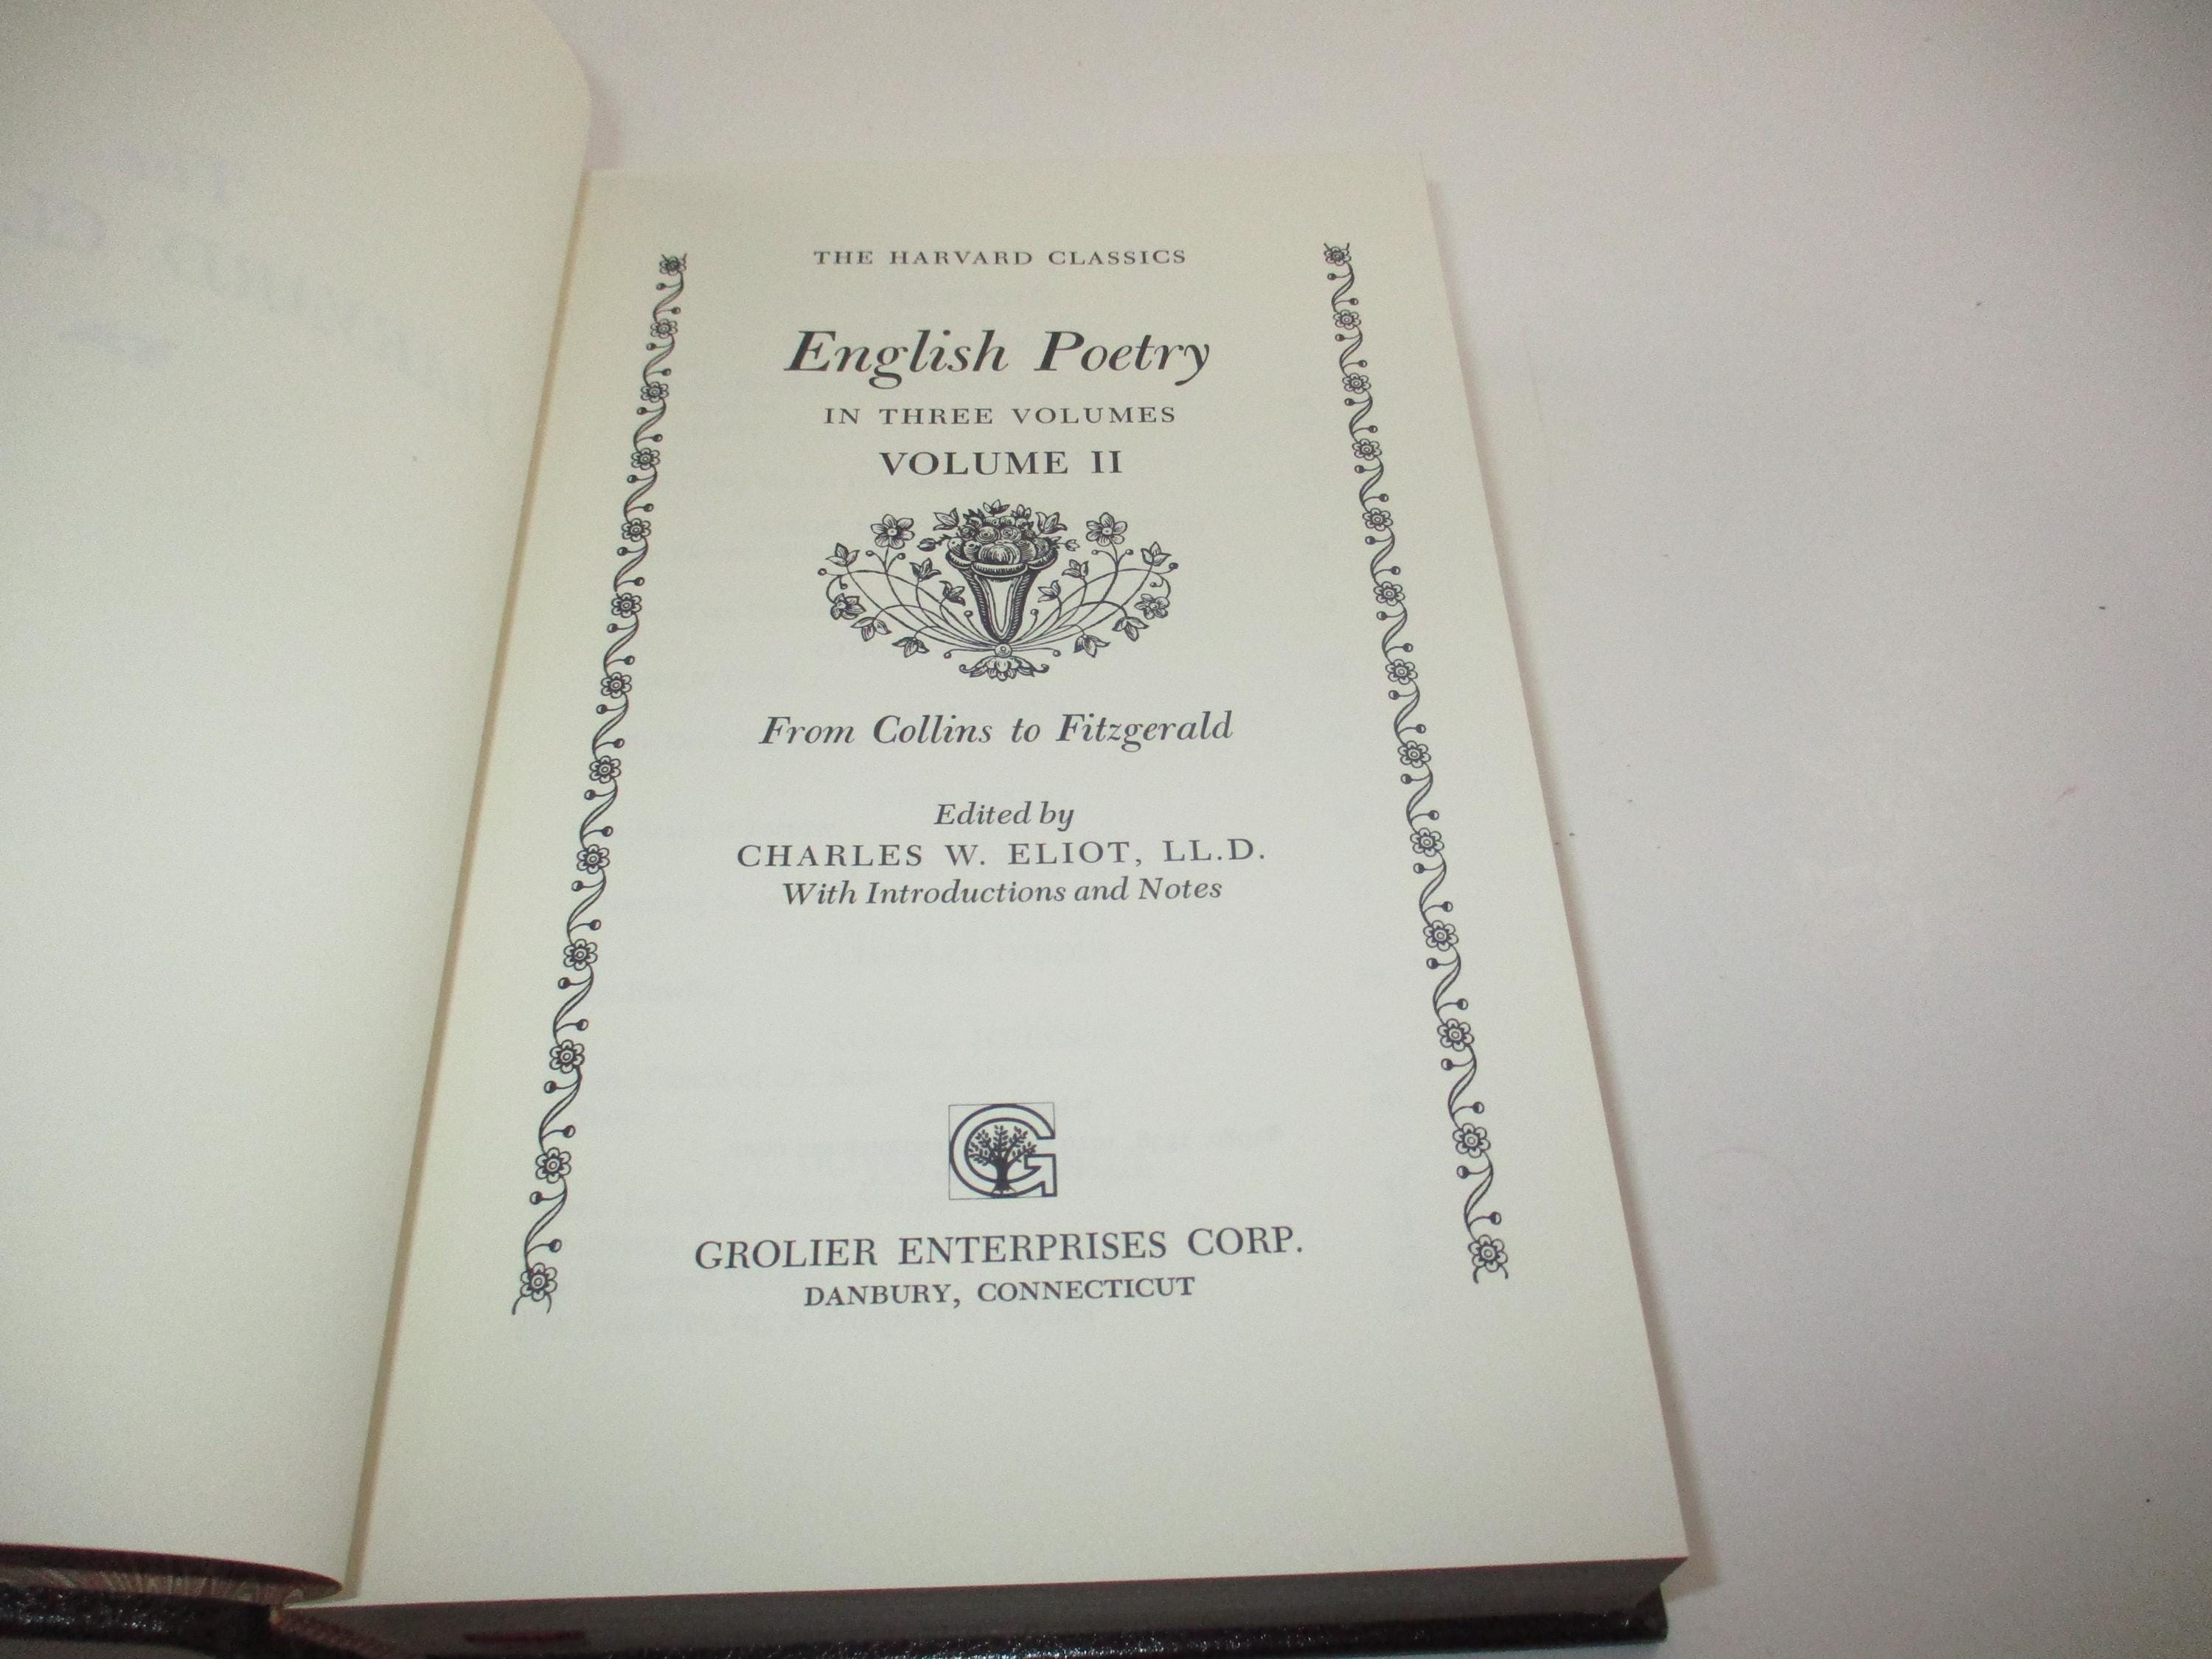 THE HARVARD CLASSICS
English Poetry
IN THREE VOLUMES
VOLUME II
From Collins to Fitzgerald
Edited by
CHARLES W. ELIOT, LL.D.
With Introductions and Notes
G
GROLIER ENTERPRISES CORP.
DANBURY, CONNECTICUT